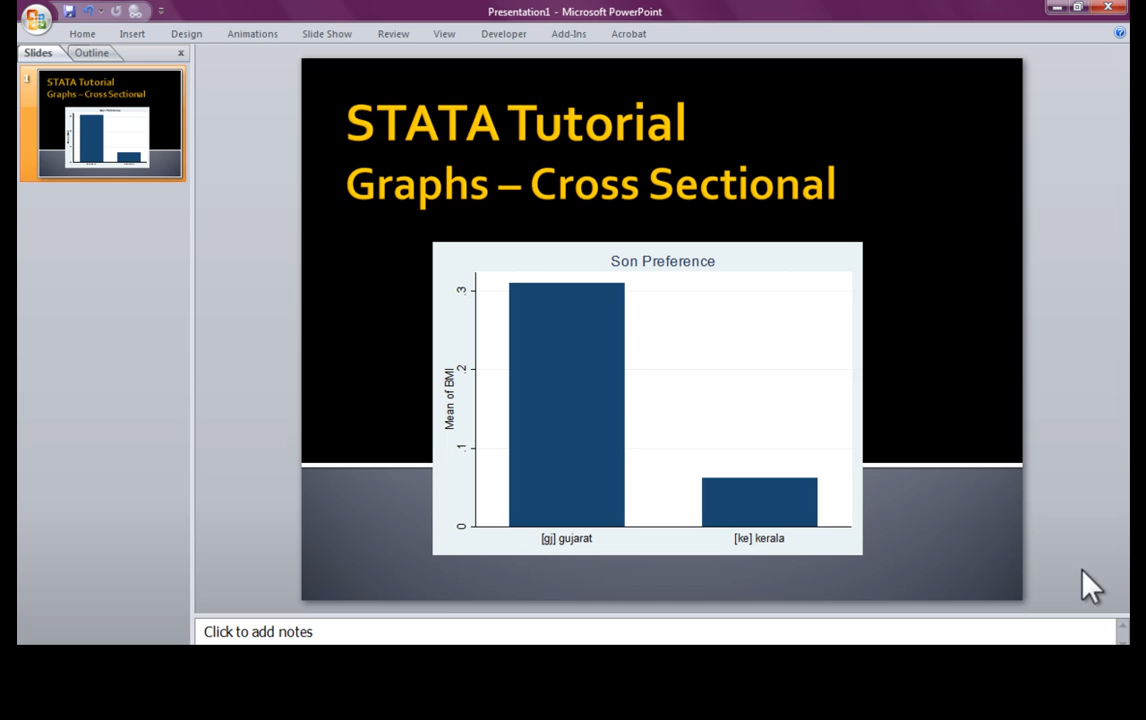 Presentation1 - Microsoft PowerPoint
Home Insert Design Animations Slide Show Review View Developer Add-Ins Acrobat
Slides Outline x
1
STATA Tutorial
Graphs – Cross Sectional
STATA Tutorial
Graphs – Cross Sectional
Son Preference
Mean of BMI
.3
.2
.1
0
[gj] gujarat [ke] kerala
Click to add notes